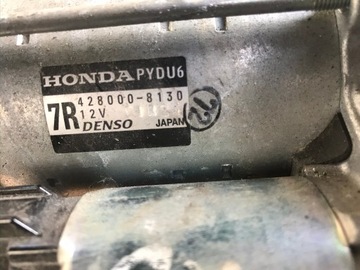 HONDA PYDU6
7R 428000-8130
12V
DENSO JAPAN